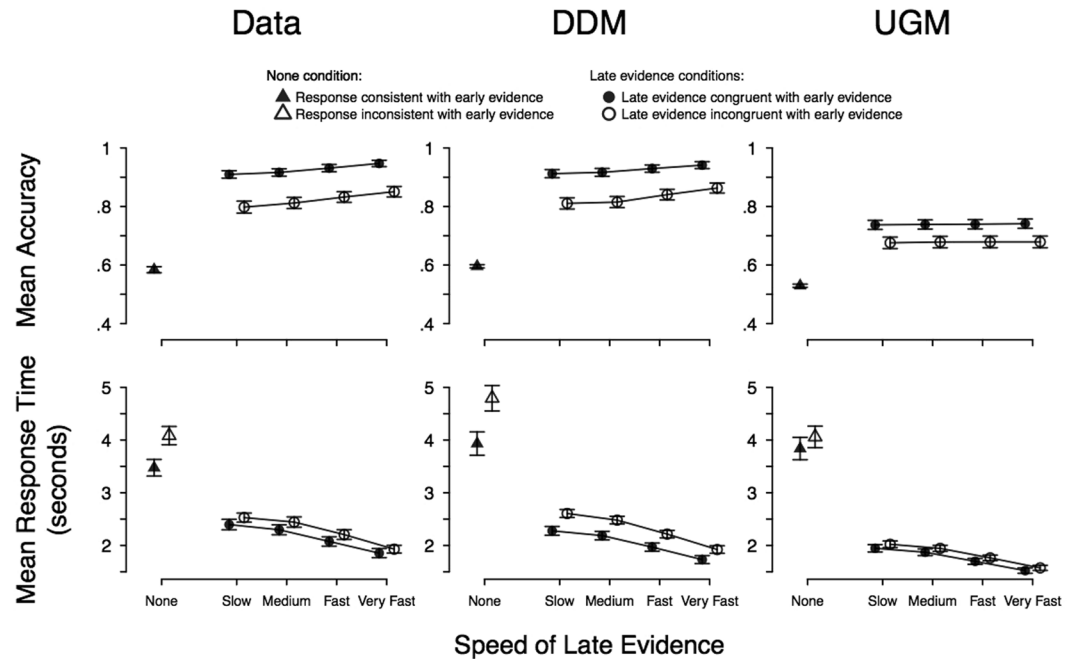 Data DDM UGM
None condition: Late evidence conditions:
Response consistent with early evidence Late evidence congruent with early evidence
Response inconsistent with early evidence Late evidence incongruent with early evidence
Mean Accuracy
1 1 1
.8 .8 .8
.6 .6 .6
.4 .4 .4
Mean Response Time
(seconds)
5 5 5
4 4 4
3 3 3
2 2 2
None Slow Medium Fast Very Fast None Slow Medium Fast Very Fast None Slow Medium Fast Very Fast
Speed of Late Evidence